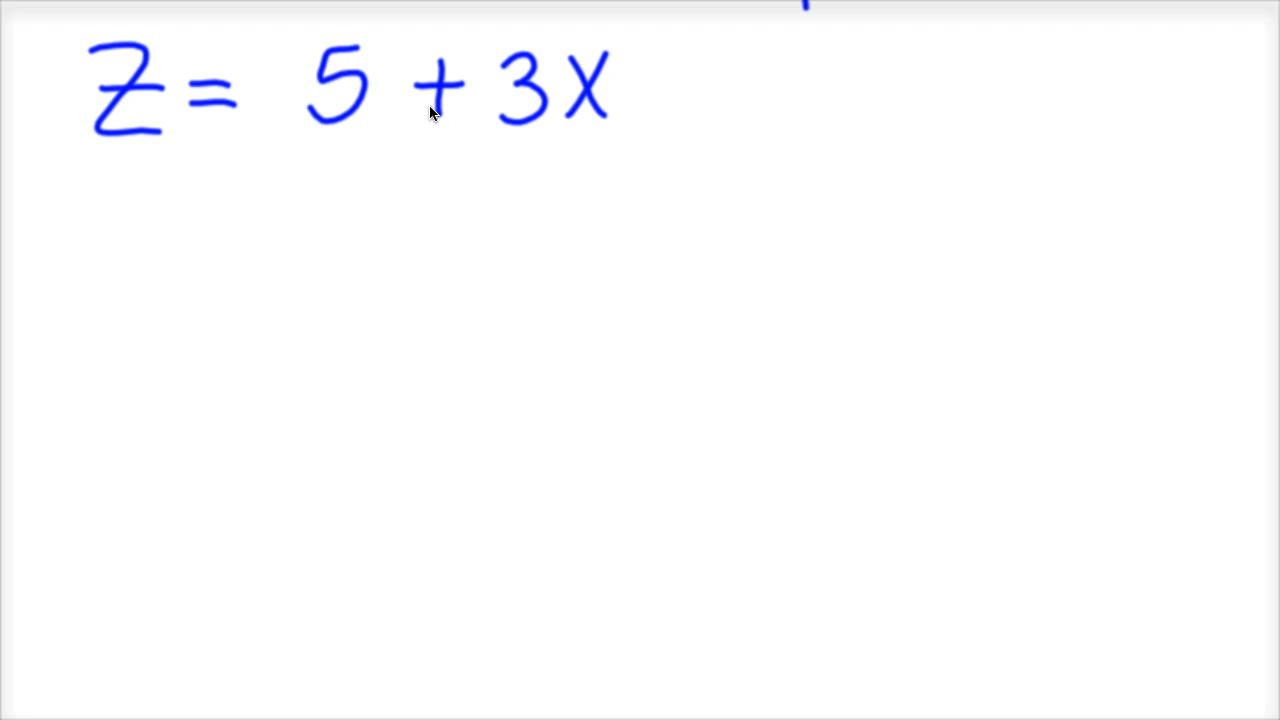 Z = 5 + 3x